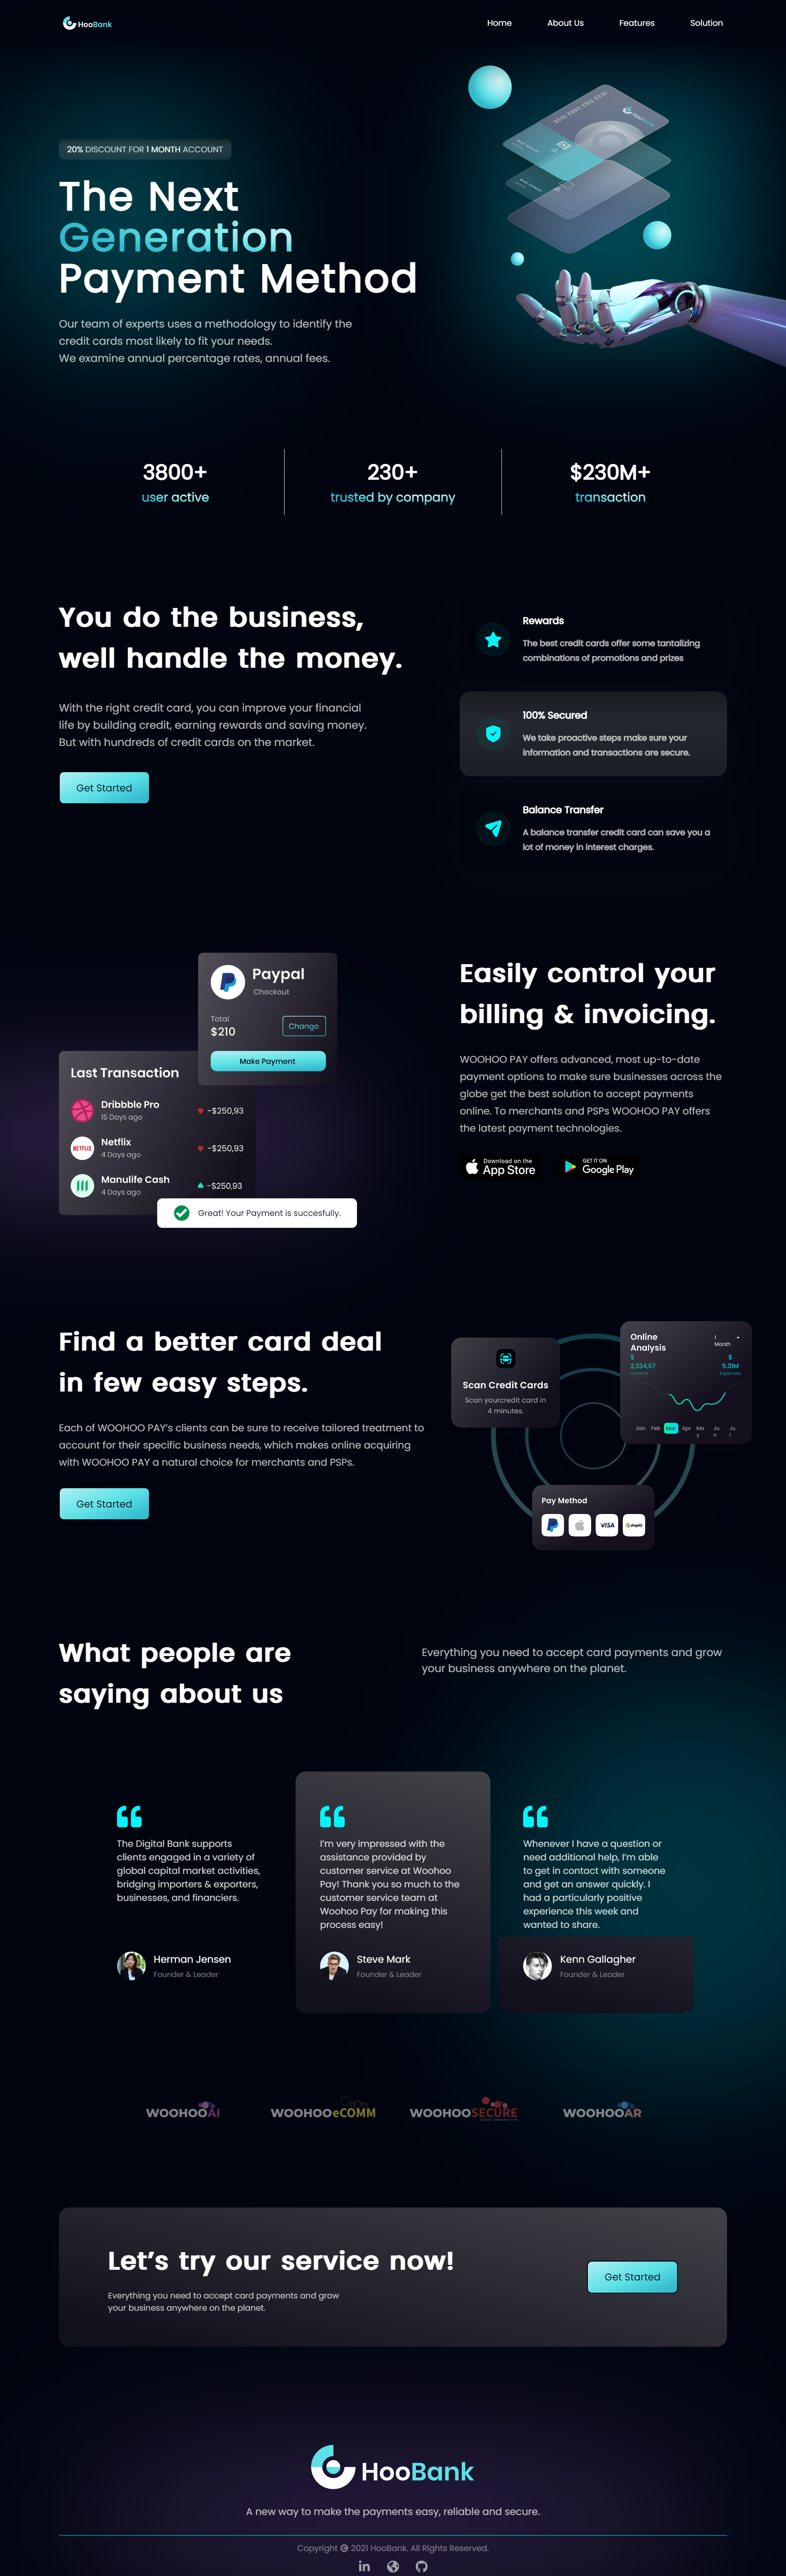 HooBank
Home
About Us
Features
Solution
HooBank
20% DISCOUNT FOR 1 MONTH ACCOUNT
The Next
Generation
Payment Method
Our team of experts uses a methodology to identify the
credit cards most likely to fit your needs.
We examine annual percentage rates, annual fees.
3800+
user active
230+
trusted by company
$230M+
transaction
You do the business,
well handle the money.
With the right credit card, you can improve your financial
life by building credit, earning rewards and saving money.
But with hundreds of credit cards on the market.
Get Started
Rewards
The best credit cards offer some tantalizing
combinations of promotions and prizes
100% Secured
We take proactive steps make sure your
information and transactions are secure.
Balance Transfer
A balance transfer credit card can save you a
lot of money in interest charges.
Paypal
Checkout
Total
$210
Change
Make Payment
Last Transaction
Dribbble Pro
15 Days ago
-$250,93
NETFLIX
Netflix
4 Days ago
-$250,93
Manulife Cash
4 Days ago
-$250,93
Great! Your Payment is succesfully.
Easily control your
billing & invoicing.
WOOHOO PAY offers advanced, most up-to-date
payment options to make sure businesses across the
globe get the best solution to accept payments
online. To merchants and PSPs WOOHOO PAY offers
the latest payment technologies.
Download on the
App Store
GET IT ON
Google Play
Find a better card deal
in few easy steps.
Each of WOOHOO PAY's clients can be sure to receive tailored treatment to
account for their specific business needs, which makes online acquiring
with WOOHOO PAY a natural choice for merchants and PSPs.
Get Started
Scan Credit Cards
Scan yourcredit card in
4 minutes.
Online
Analysis
1
Month
$
2,334,67
Income
$
5.31M
Expenses
Jan
Feb
Mar
Apr
Ma
y
Ju
n
Ju
l
Pay Method
VISA
shopify
What people are
saying about us
Everything you need to accept card payments and grow
your business anywhere on the planet.
The Digital Bank supports
clients engaged in a variety of
global capital market activities,
bridging importers & exporters,
businesses, and financiers.
Herman Jensen
Founder & Leader
I'm very impressed with the
assistance provided by
customer service at Woohoo
Pay! Thank you so much to the
customer service team at
Woohoo Pay for making this
process easy!
Steve Mark
Founder & Leader
Whenever I have a question or
need additional help, I'm able
to get in contact with someone
and get an answer quickly. I
had a particularly positive
experience this week and
wanted to share.
Kenn Gallagher
Founder & Leader
WOOHOOAI
WOOHOOeCOMM
WOOHOOSECURE
WOOHOOAR
Let's try our service now!
Everything you need to accept card payments and grow
your business anywhere on the planet.
Get Started
HooBank
A new way to make the payments easy, reliable and secure.
Copyright © 2021 HooBank. All Rights Reserved.
in